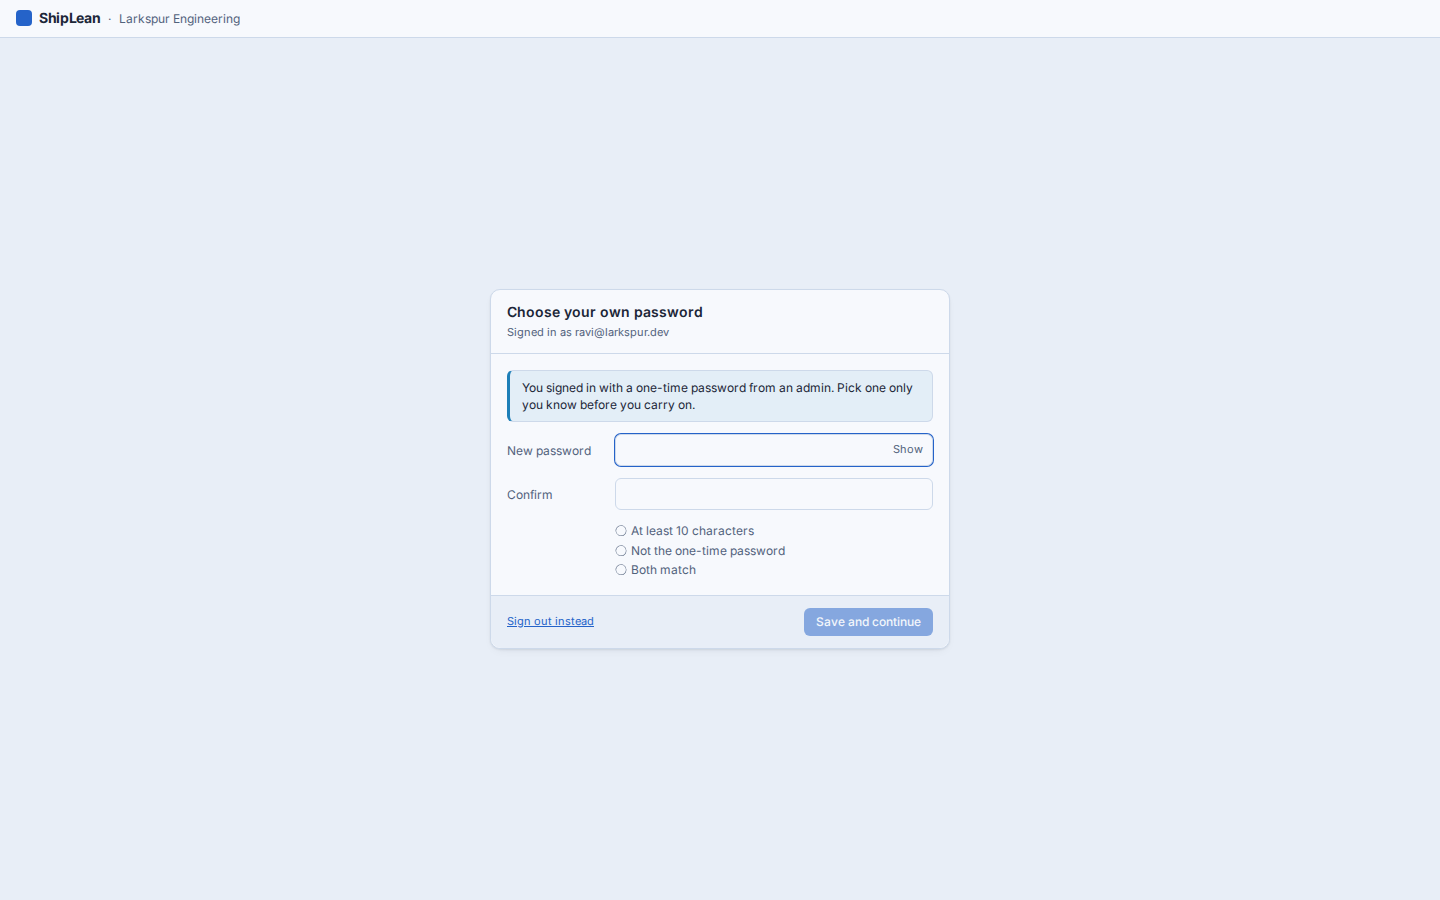 ShipLean · Larkspur Engineering
Choose your own password
Signed in as ravi@larkspur.dev
You signed in with a one-time password from an admin. Pick one only
you know before you carry on.
New password
Show
Confirm
At least 10 characters
Not the one-time password
Both match
Sign out instead
Save and continue